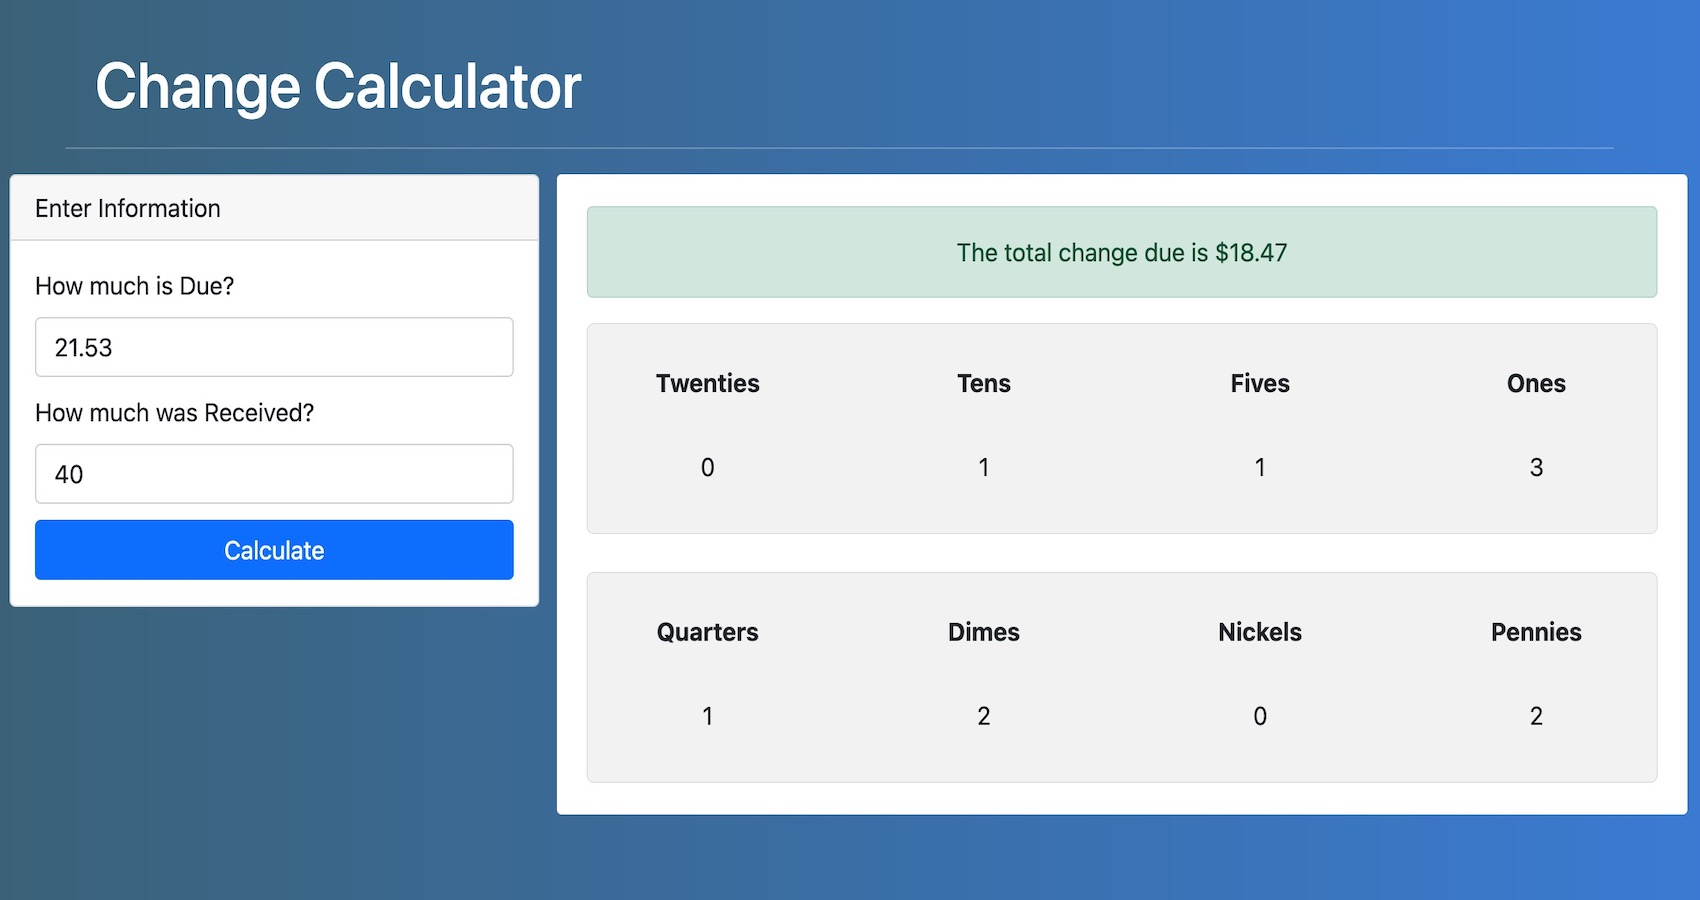 Change Calculator
Enter Information
How much is Due?
21.53
How much was Received?
40
Calculate
The total change due is $18.47
Twenties Tens Fives Ones
0 1 1 3
Quarters Dimes Nickels Pennies
1 2 0 2